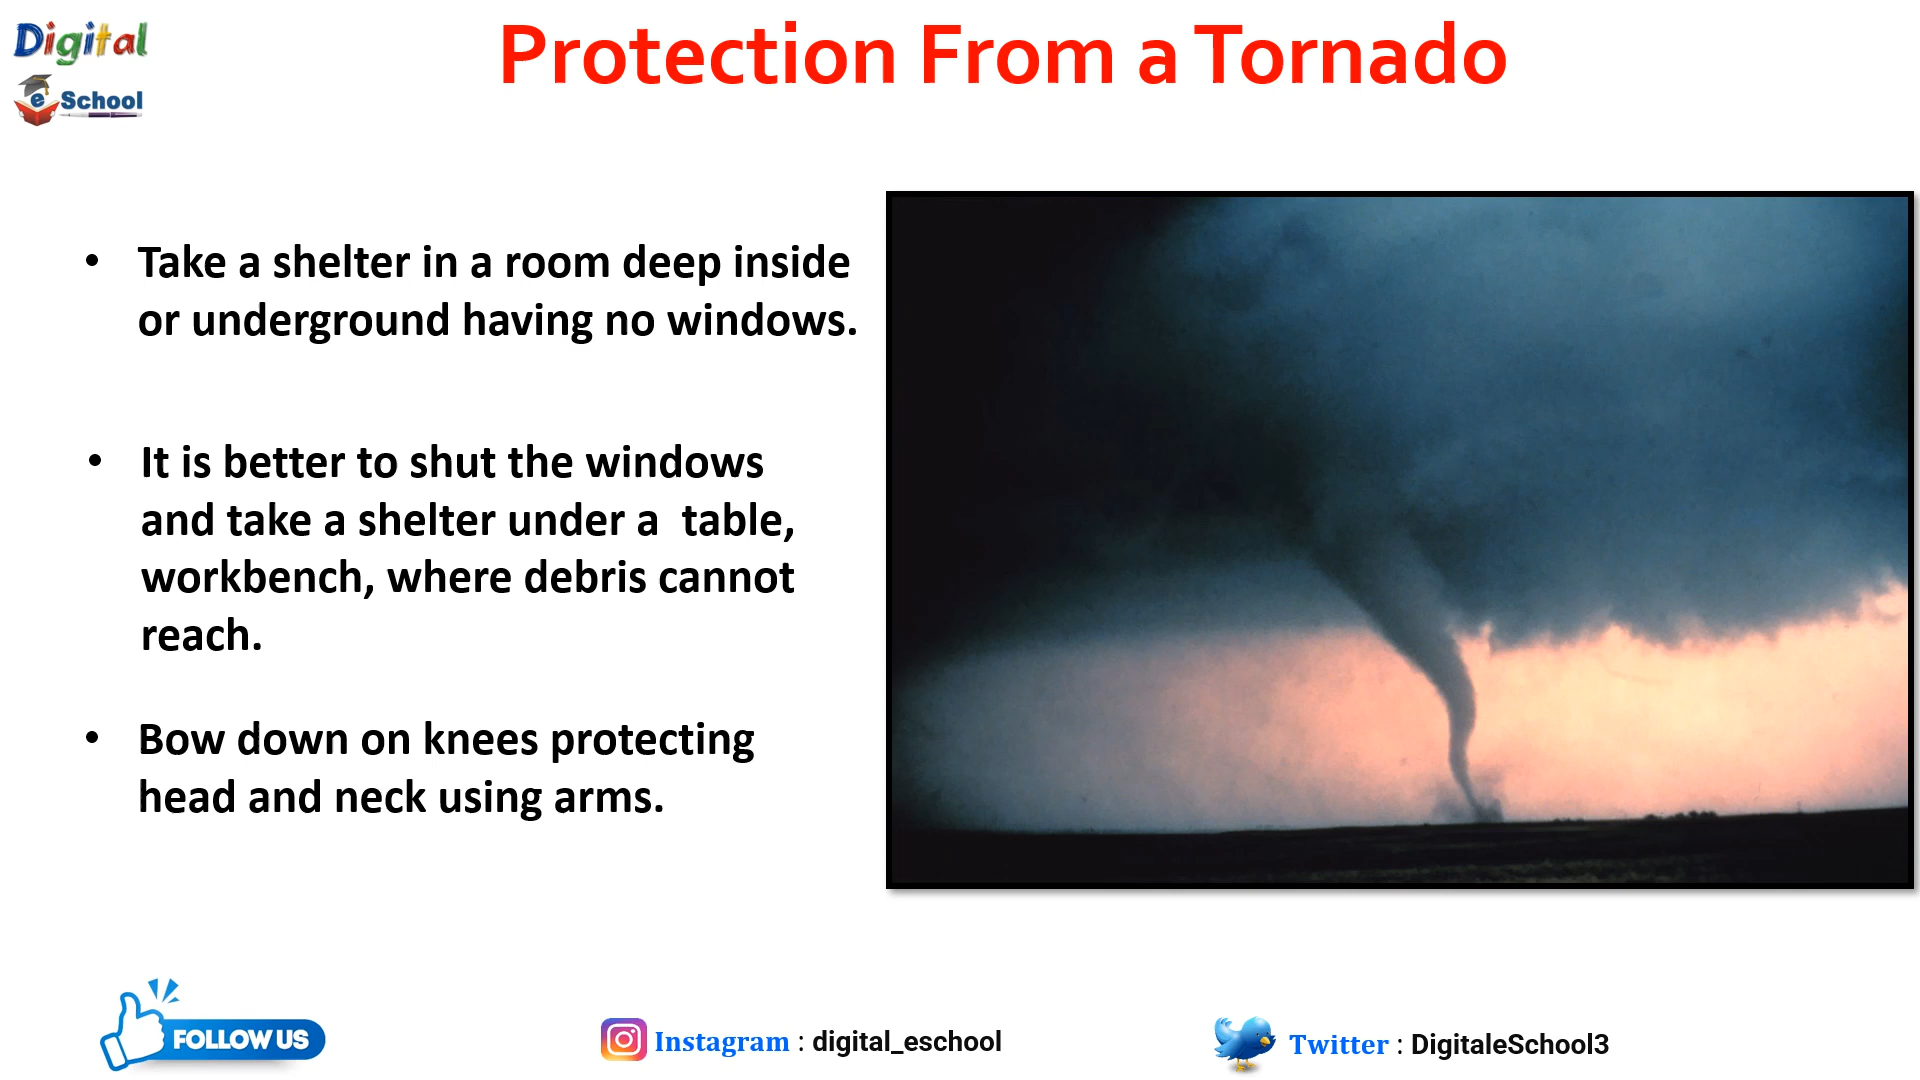 Digital
e School
Protection From a Tornado
• Take a shelter in a room deep inside
or underground having no windows.
• It is better to shut the windows
and take a shelter under a  table,
workbench, where debris cannot
reach.
• Bow down on knees protecting
head and neck using arms.
FOLLOW US
Instagram : digital_eschool
Twitter : DigitaleSchool3